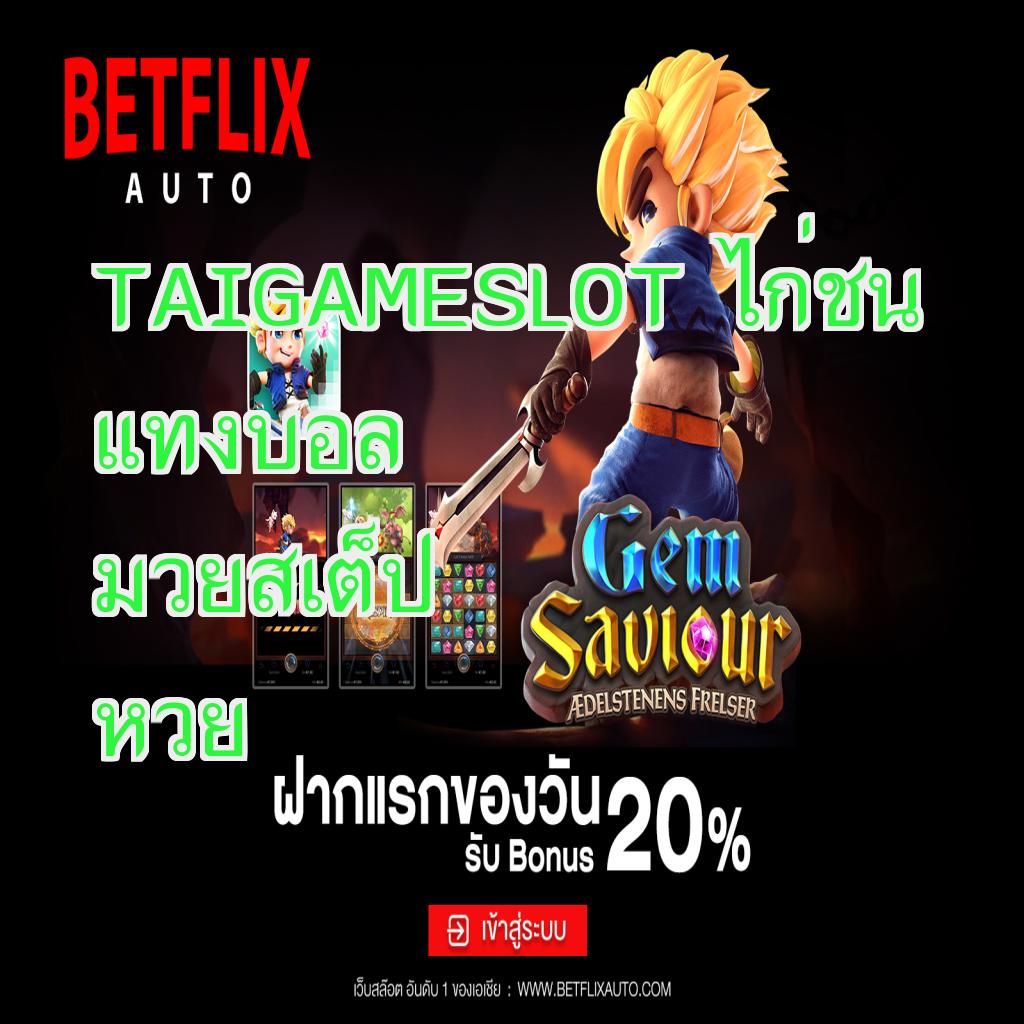 BETFLIX
AUTO
TAIGAMESLOT ไก่ชน
แทงบอล
มวยสเต็ป
หวย
Gem
Saviour
ÆDELSTENENS FRELSER
ฝากแรกของวัน
รับ Bonus 20%
เข้าสู่ระบบ
เว็บสล๊อต อันดับ 1 ของเอเชีย : WWW.BETFLIXAUTO.COM